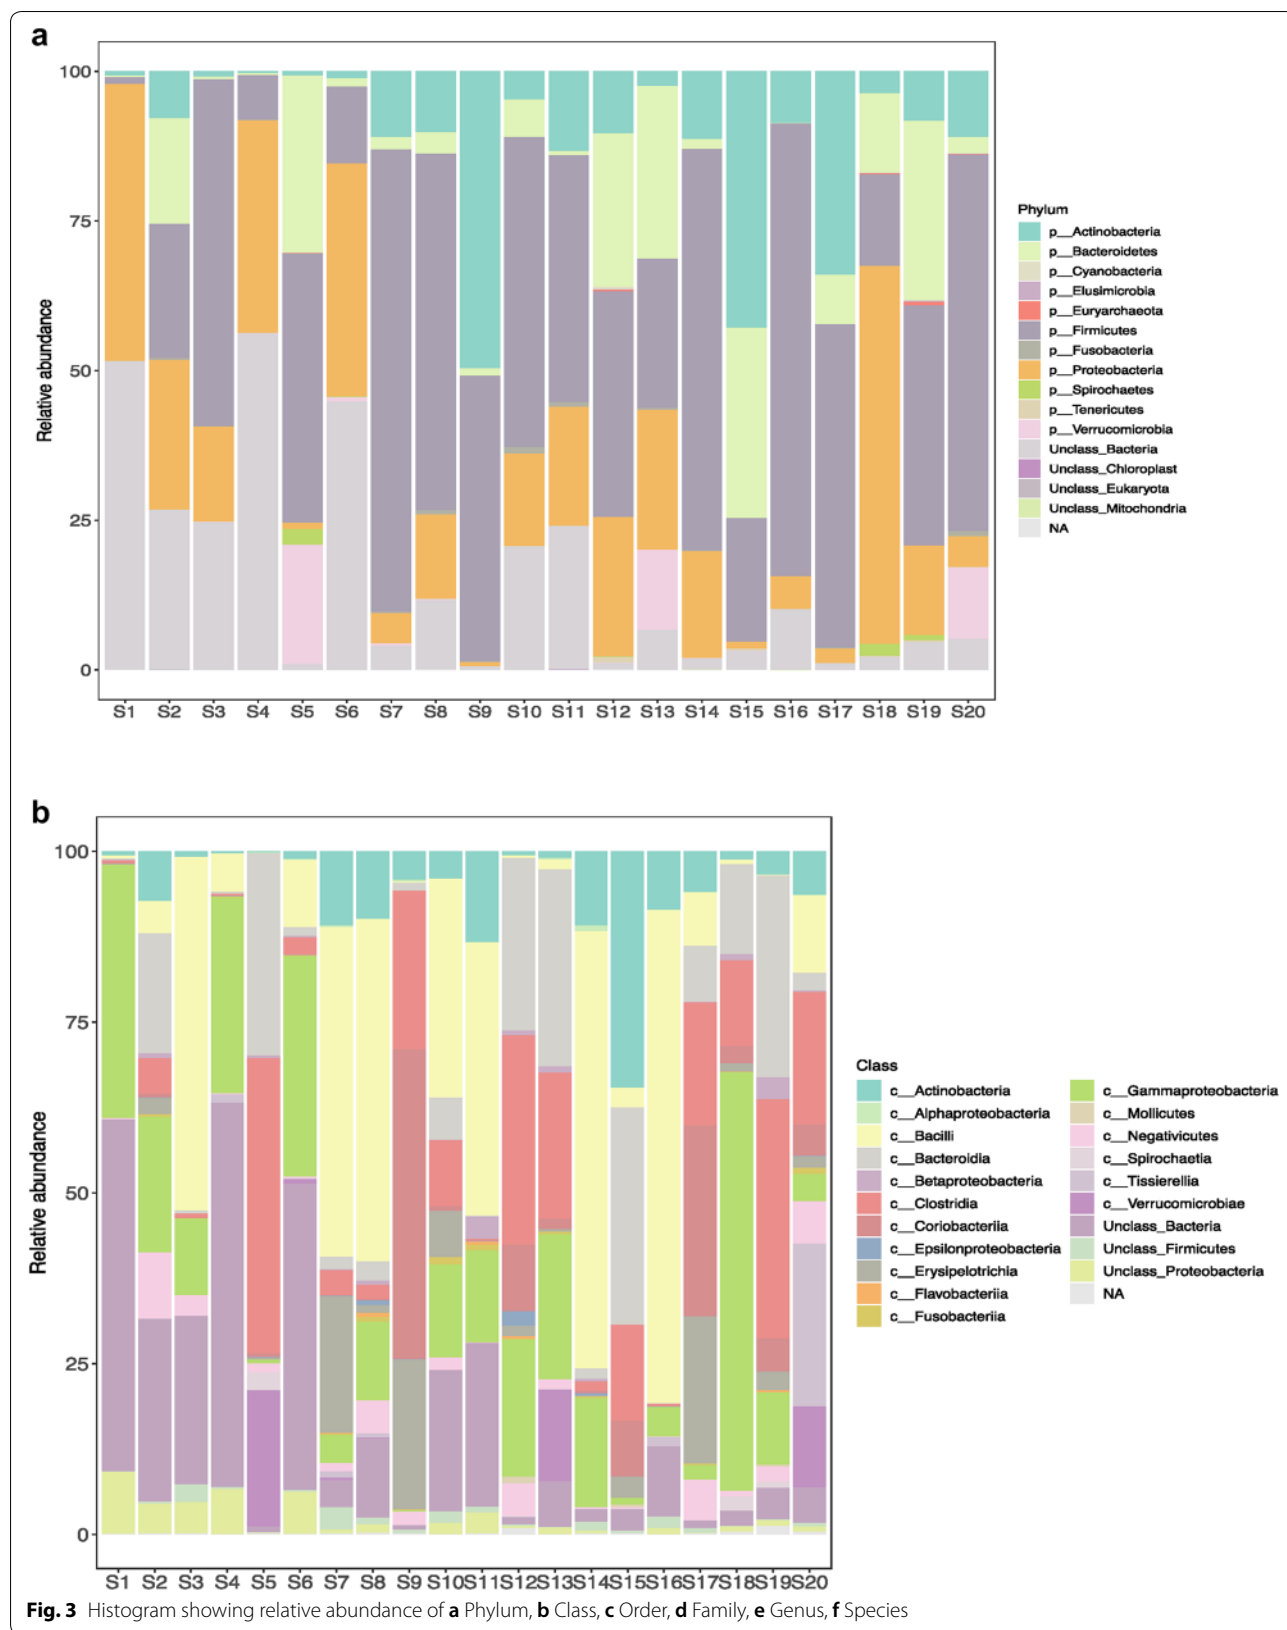 a
100
75
50
25
0
Relative abundance
S1 S2 S3 S4 S5 S6 S7 S8 S9 S10 S11 S12 S13 S14 S15 S16 S17 S18 S19 S20
Phylum
p__Actinobacteria
p__Bacteroidetes
p__Cyanobacteria
p__Elusimicrobia
p__Euryarchaeota
p__Firmicutes
p__Fusobacteria
p__Proteobacteria
p__Spirochaetes
p__Tenericutes
p__Verrucomicrobia
Unclass_Bacteria
Unclass_Chloroplast
Unclass_Eukaryota
Unclass_Mitochondria
NA
b
100
75
50
25
0
Relative abundance
S1 S2 S3 S4 S5 S6 S7 S8 S9 S10 S11 S12 S13 S14 S15 S16 S17 S18 S19 S20
Class
c__Actinobacteria
c__Alphaproteobacteria
c__Bacilli
c__Bacteroidia
c__Betaproteobacteria
c__Clostridia
c__Coriobacteriia
c__Epsilonproteobacteria
c__Erysipelotrichia
c__Flavobacteriia
c__Fusobacteriia
c__Gammaproteobacteria
c__Mollicutes
c__Negativicutes
c__Spirochaetia
c__Tissierellia
c__Verrucomicrobiae
Unclass_Bacteria
Unclass_Firmicutes
Unclass_Proteobacteria
NA
Fig. 3 Histogram showing relative abundance of a Phylum, b Class, c Order, d Family, e Genus, f Species